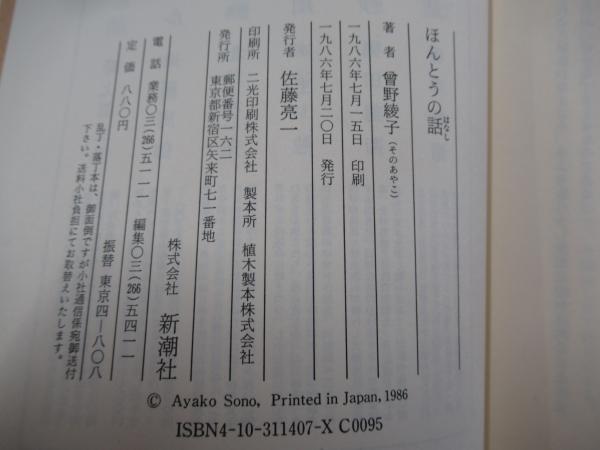 ほんとうの話
はなし
著者 曾野綾子(そのあやこ)
一九八六年七月一五日 印刷
一九八六年七月二〇日 発行
発行者 佐藤亮一
印刷所 二光印刷株式会社 製本所 植木製本株式会社
発行所 郵便番号一六二
東京都新宿区矢来町七一番地
株式会社 新潮社
電話 業務〇三(266)五一一一 編集〇三(266)五四一一
振替 東京四―八〇八
定価 八八〇円
乱丁・落丁本は、御面倒ですが小社通信係宛御送付
下さい。送料小社負担にてお取替えいたします。
© Ayako Sono, Printed in Japan, 1986
ISBN4-10-311407-X C0095